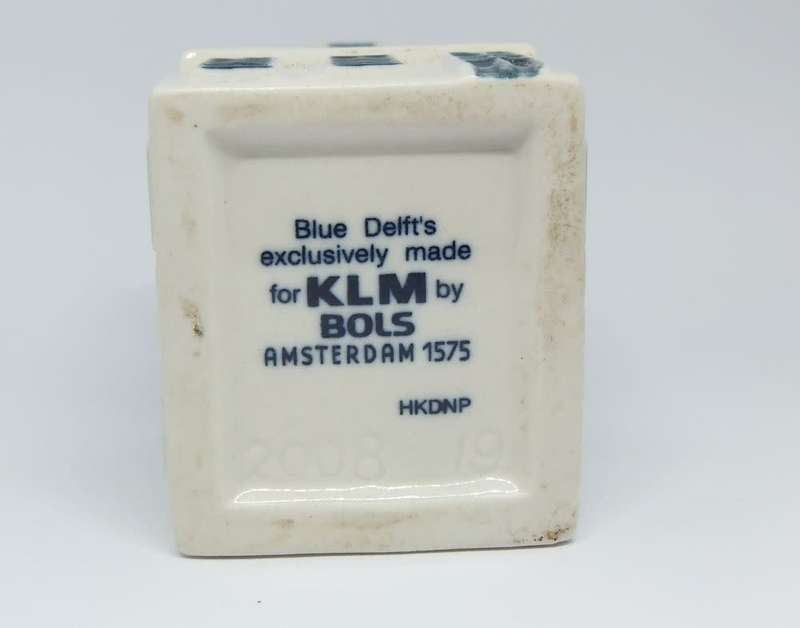 Blue Delft's
exclusively made
for KLM by
BOLS
AMSTERDAM 1575
HKDNP
2008 19